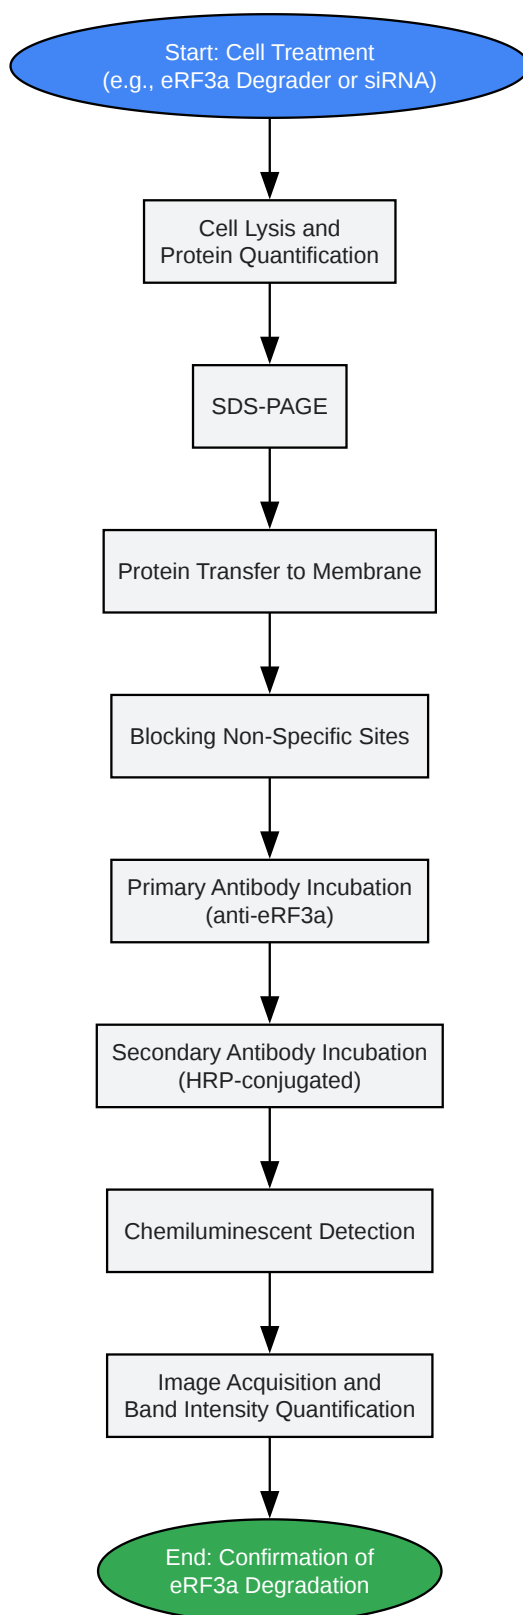 Start: Cell Treatment
(e.g., eRF3a Degrader or siRNA)
Cell Lysis and
Protein Quantification
SDS-PAGE
Protein Transfer to Membrane
Blocking Non-Specific Sites
Primary Antibody Incubation
(anti-eRF3a)
Secondary Antibody Incubation
(HRP-conjugated)
Chemiluminescent Detection
Image Acquisition and
Band Intensity Quantification
End: Confirmation of
eRF3a Degradation